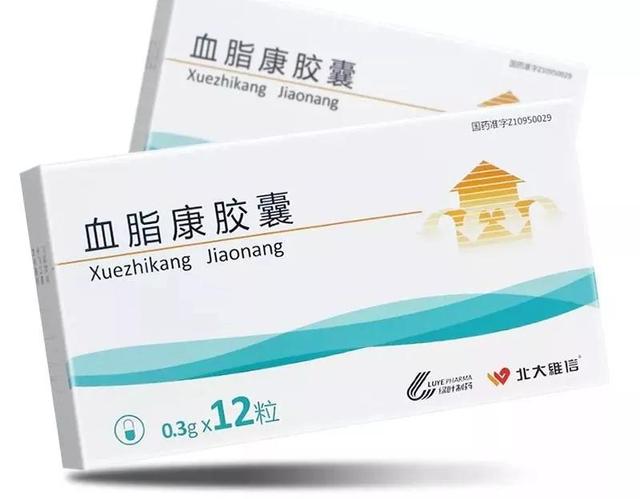 血脂康胶囊
Xuezhikang Jiaonang
国药准字Z10950029
国药准字Z10950029
血脂康胶囊
Xuezhikang Jiaonang
LUYE PHARMA
绿叶制药
北大维信
0.3g x 12粒